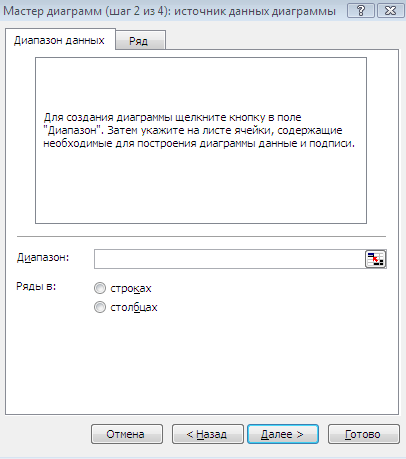 Мастер диаграмм (шаг 2 из 4): источник данных диаграммы
Диапазон данных
Ряд
Для создания диаграммы щелкните кнопку в поле
"Диапазон". Затем укажите на листе ячейки, содержащие
необходимые для построения диаграммы данные и подписи.
Диапазон:
Ряды в:
строках
столбцах
Отмена
< Назад
Далее >
Готово